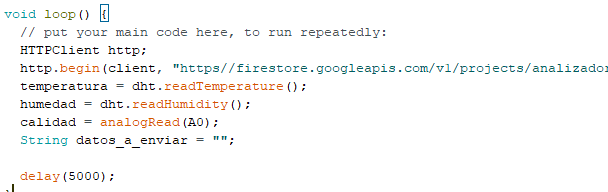 void loop() {
// put your main code here, to run repeatedly:
HTTPClient http;
http.begin(client, "https//firestore.googleapis.com/v1/projects/analizador
temperatura = dht.readTemperature();
humedad = dht.readHumidity();
calidad = analogRead(A0);
String datos_a_enviar = "";
delay(5000);